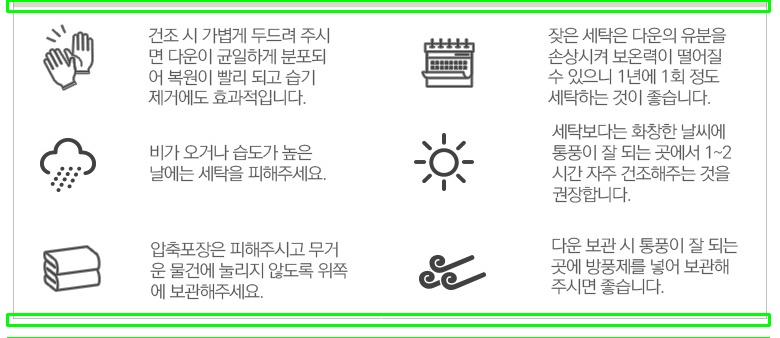 건조 시 가볍게 두드려 주시
면 다운이 균일하게 분포되
어 복원이 빨리 되고 습기
제거에도 효과적입니다.
잦은 세탁은 다운의 유분을
손상시켜 보온력이 떨어질
수 있으니 1년에 1회 정도
세탁하는 것이 좋습니다.
비가 오거나 습도가 높은
날에는 세탁을 피해주세요.
세탁보다는 화창한 날씨에
통풍이 잘 되는 곳에서 1~2
시간 자주 건조해주는 것을
권장합니다.
압축포장은 피해주시고 무거
운 물건에 눌리지 않도록 위쪽
에 보관해주세요.
다운 보관 시 통풍이 잘 되는
곳에 방풍제를 넣어 보관해
주시면 좋습니다.